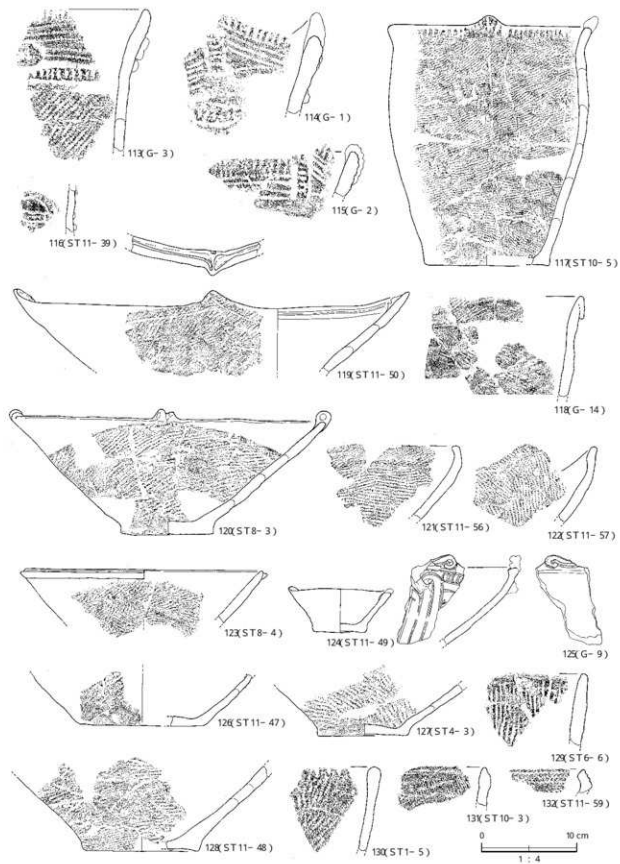 113(G-3)
114(G-1)
115(G-2)
116(ST11-39)
117(ST10-5)
118(G-14)
119(ST11-50)
120(ST8-3)
121(ST11-56)
122(ST11-57)
123(ST8-4)
124(ST11-49)
125(G-9)
126(ST11-47)
127(ST4-3)
128(ST11-48)
129(ST6-6)
130(ST1-5)
131(ST10-3)
132(ST11-59)
0 10 cm
1 : 4